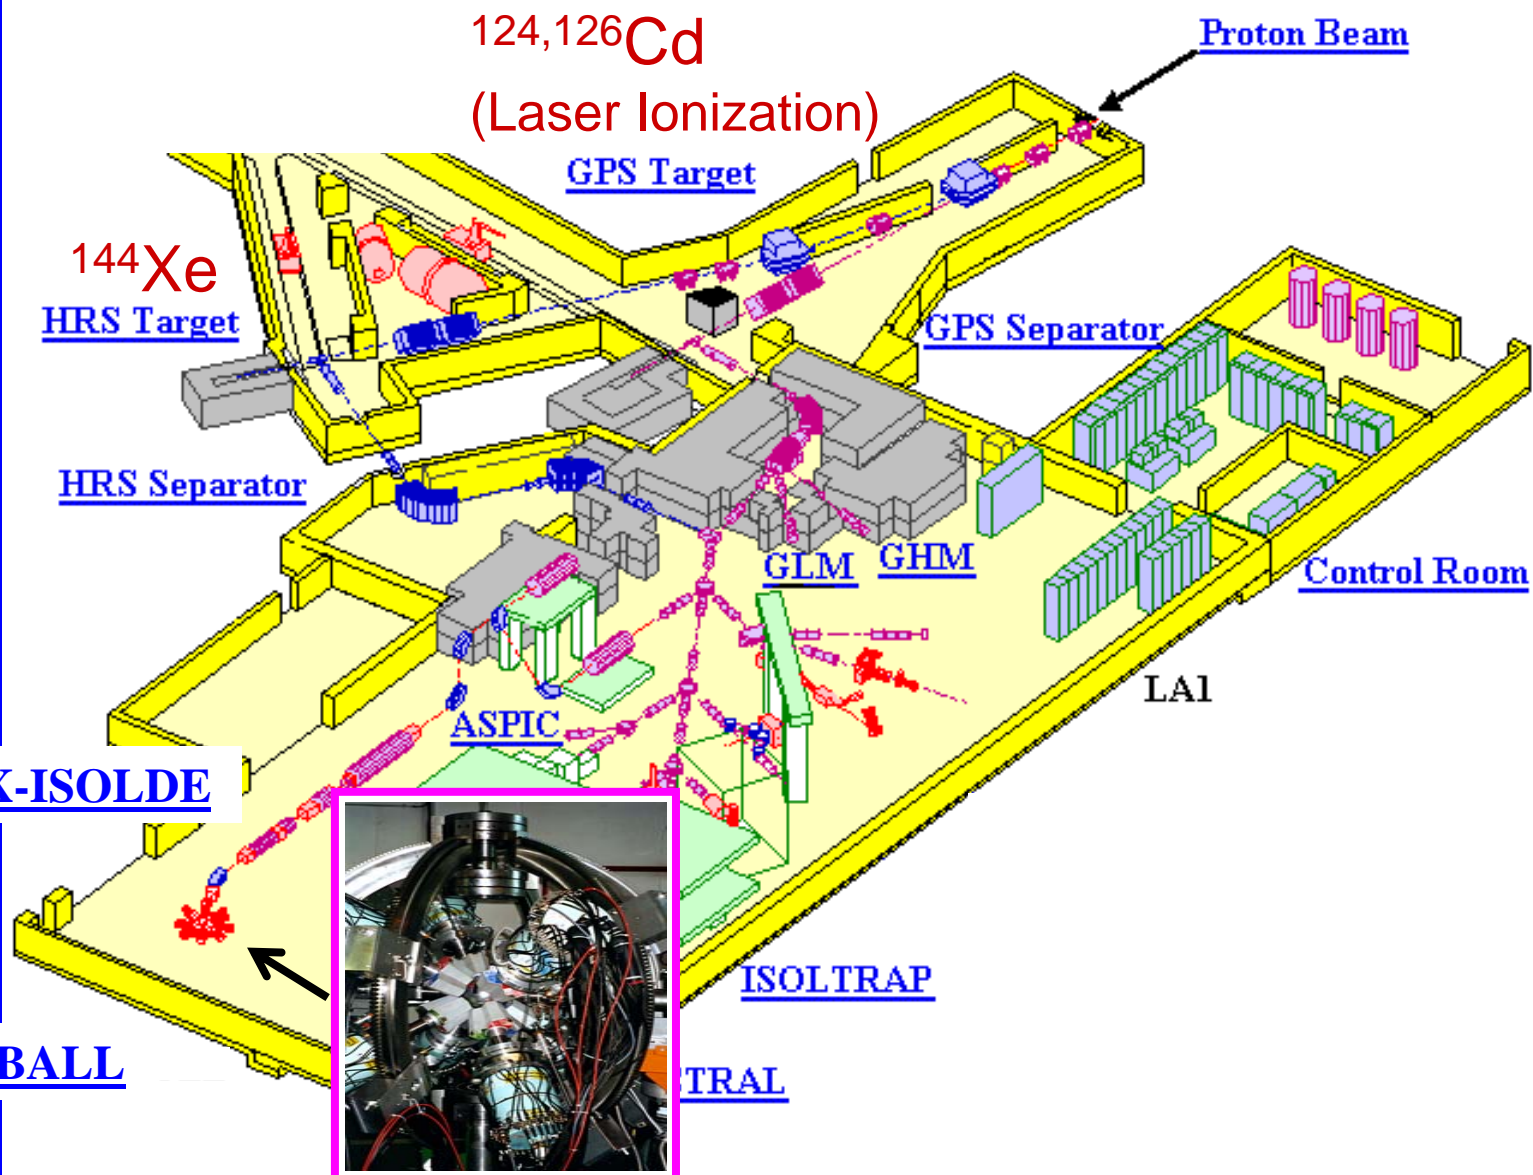 124,126Cd
(Laser Ionization)
Proton Beam
GPS Target
144Xe
HRS Target
GPS Separator
HRS Separator
GLM
GHM
Control Room
LA1
ASPIC
X-ISOLDE
ISOLTRAP
BALL
TRAL